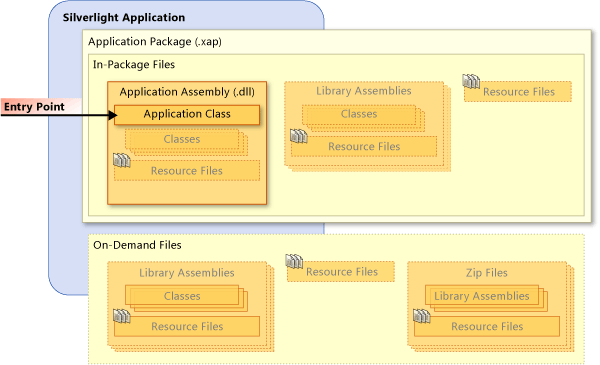 Silverlight Application
Application Package (.xap)
In-Package Files
Entry Point
Application Assembly (.dll)
Application Class
Classes
Resource Files
Library Assemblies
Classes
Resource Files
Resource Files
On-Demand Files
Library Assemblies
Classes
Resource Files
Resource Files
Zip Files
Library Assemblies
Resource Files